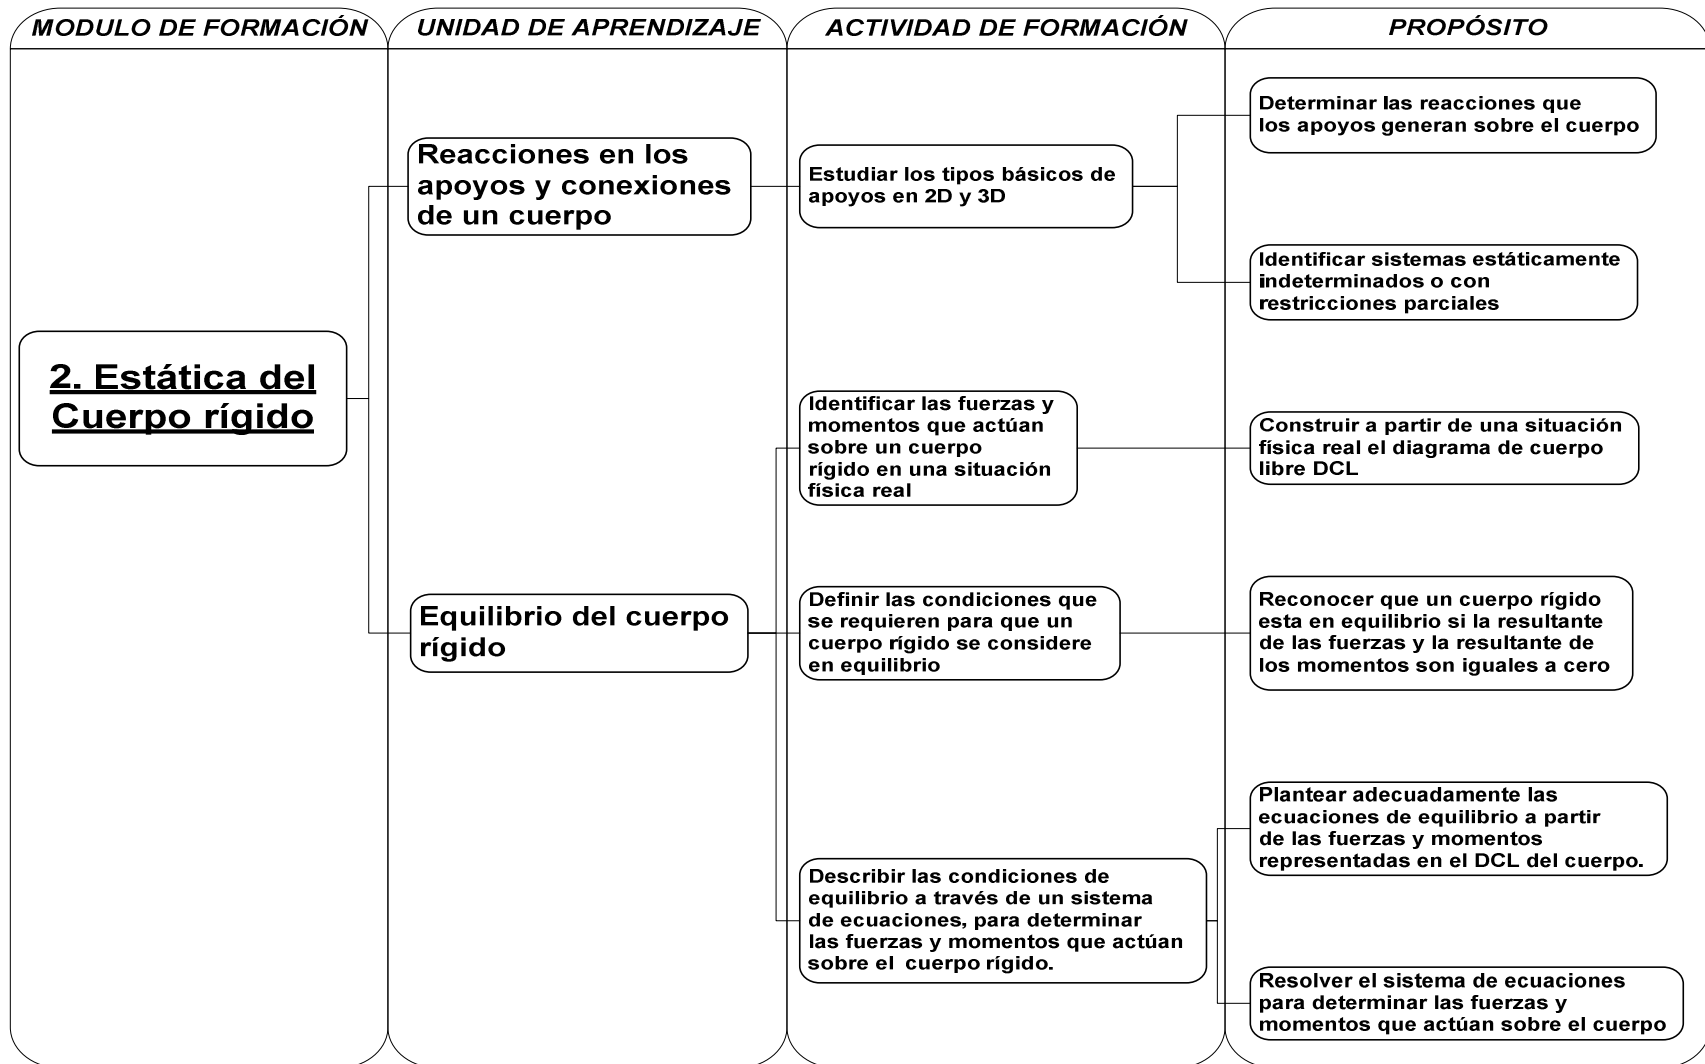 MODULO DE FORMACIÓN
UNIDAD DE APRENDIZAJE
ACTIVIDAD DE FORMACIÓN
PROPÓSITO
2. Estática del
Cuerpo rígido
Reacciones en los
apoyos y conexiones
de un cuerpo
Estudiar los tipos básicos de
apoyos en 2D y 3D
Determinar las reacciones que
los apoyos generan sobre el cuerpo
Identificar sistemas estáticamente
indeterminados o con
restricciones parciales
Equilibrio del cuerpo
rígido
Identificar las fuerzas y
momentos que actúan
sobre un cuerpo
rígido en una situación
física real
Construir a partir de una situación
física real el diagrama de cuerpo
libre DCL
Definir las condiciones que
se requieren para que un
cuerpo rígido se considere
en equilibrio
Reconocer que un cuerpo rígido
esta en equilibrio si la resultante
de las fuerzas y la resultante de
los momentos son iguales a cero
Describir las condiciones de
equilibrio a través de un sistema
de ecuaciones, para determinar
las fuerzas y momentos que actúan
sobre el cuerpo rígido.
Plantear adecuadamente las
ecuaciones de equilibrio a partir
de las fuerzas y momentos
representadas en el DCL del cuerpo.
Resolver el sistema de ecuaciones
para determinar las fuerzas y
momentos que actúan sobre el cuerpo